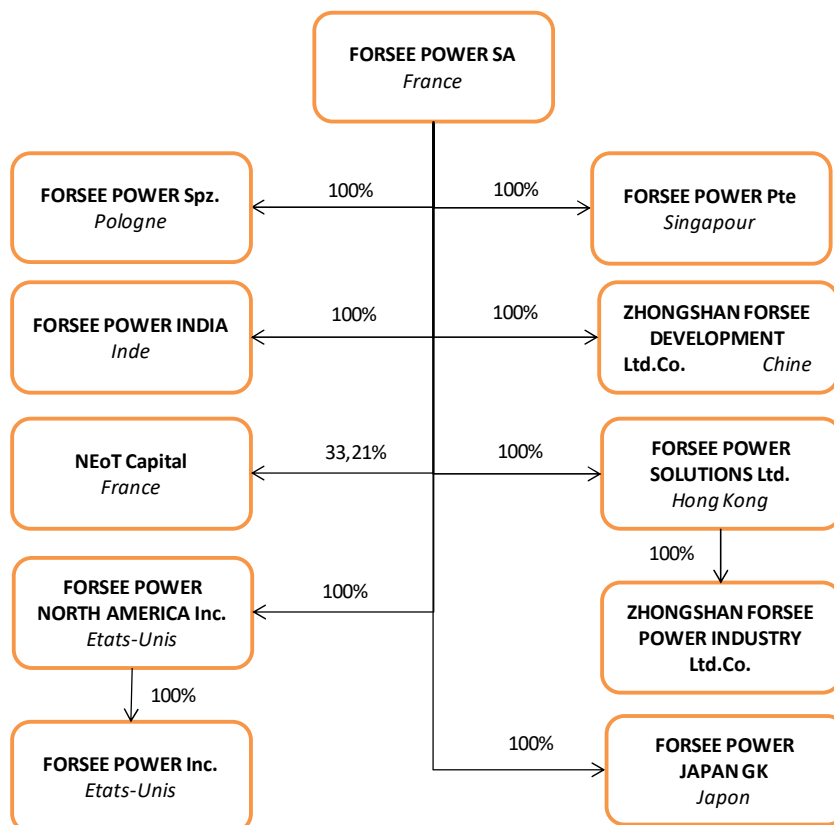 FORSEE POWER SA
France
100%
100%
FORSEE POWER Spz.
Pologne
FORSEE POWER Pte
Singapour
100%
100%
FORSEE POWER INDIA
Inde
ZHONGSHAN FORSEE
DEVELOPMENT
Ltd.Co. Chine
33,21%
100%
NEoT Capital
France
FORSEE POWER
SOLUTIONS Ltd.
Hong Kong
100%
100%
FORSEE POWER
NORTH AMERICA Inc.
Etats-Unis
ZHONGSHAN FORSEE
POWER INDUSTRY
Ltd.Co.
100%
100%
FORSEE POWER Inc.
Etats-Unis
FORSEE POWER
JAPAN GK
Japon